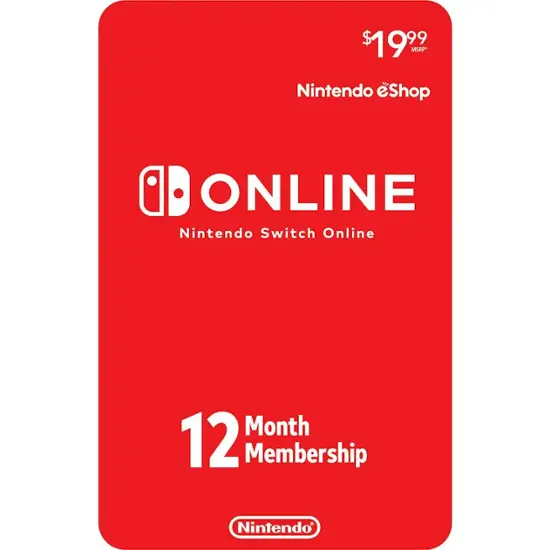 $19.99
MSRP*
Nintendo eShop
ONLINE
Nintendo Switch Online
12 Month
Membership
Nintendo